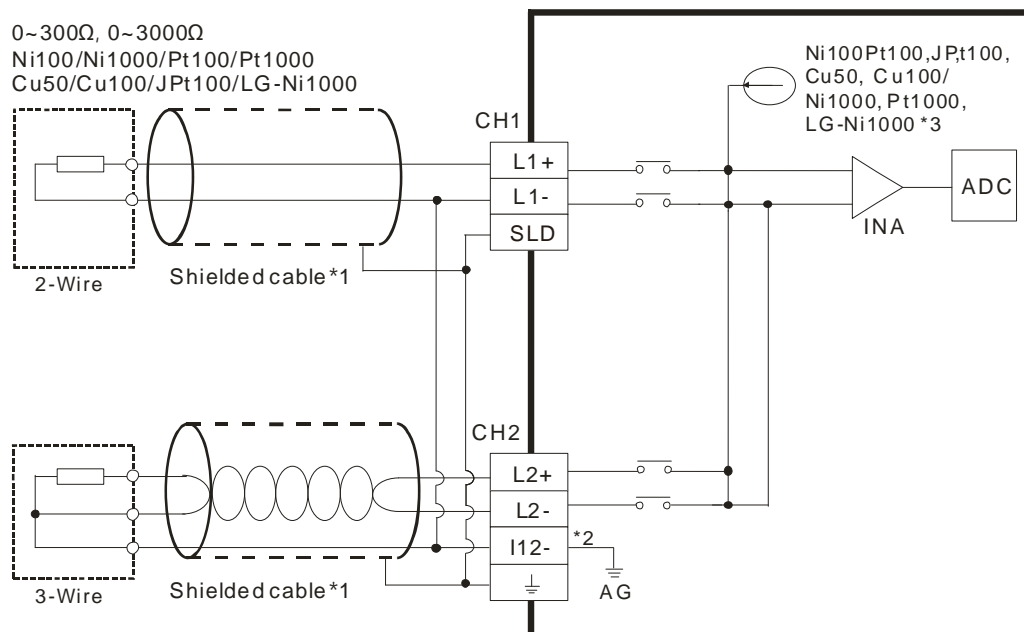 0~300Ω, 0~3000Ω
Ni100/Ni1000/Pt100/Pt1000
Cu50/Cu100/JPt100/LG-Ni1000
Ni100Pt100,JP,t100,
Cu50, Cu100/
Ni1000, Pt1000,
LG-Ni1000 *3
CH1
L1+
L1-
SLD
INA
ADC
2-Wire
Shielded cable*1
CH2
L2+
L2-
I12-
*2
AG
3-Wire
Shielded cable*1